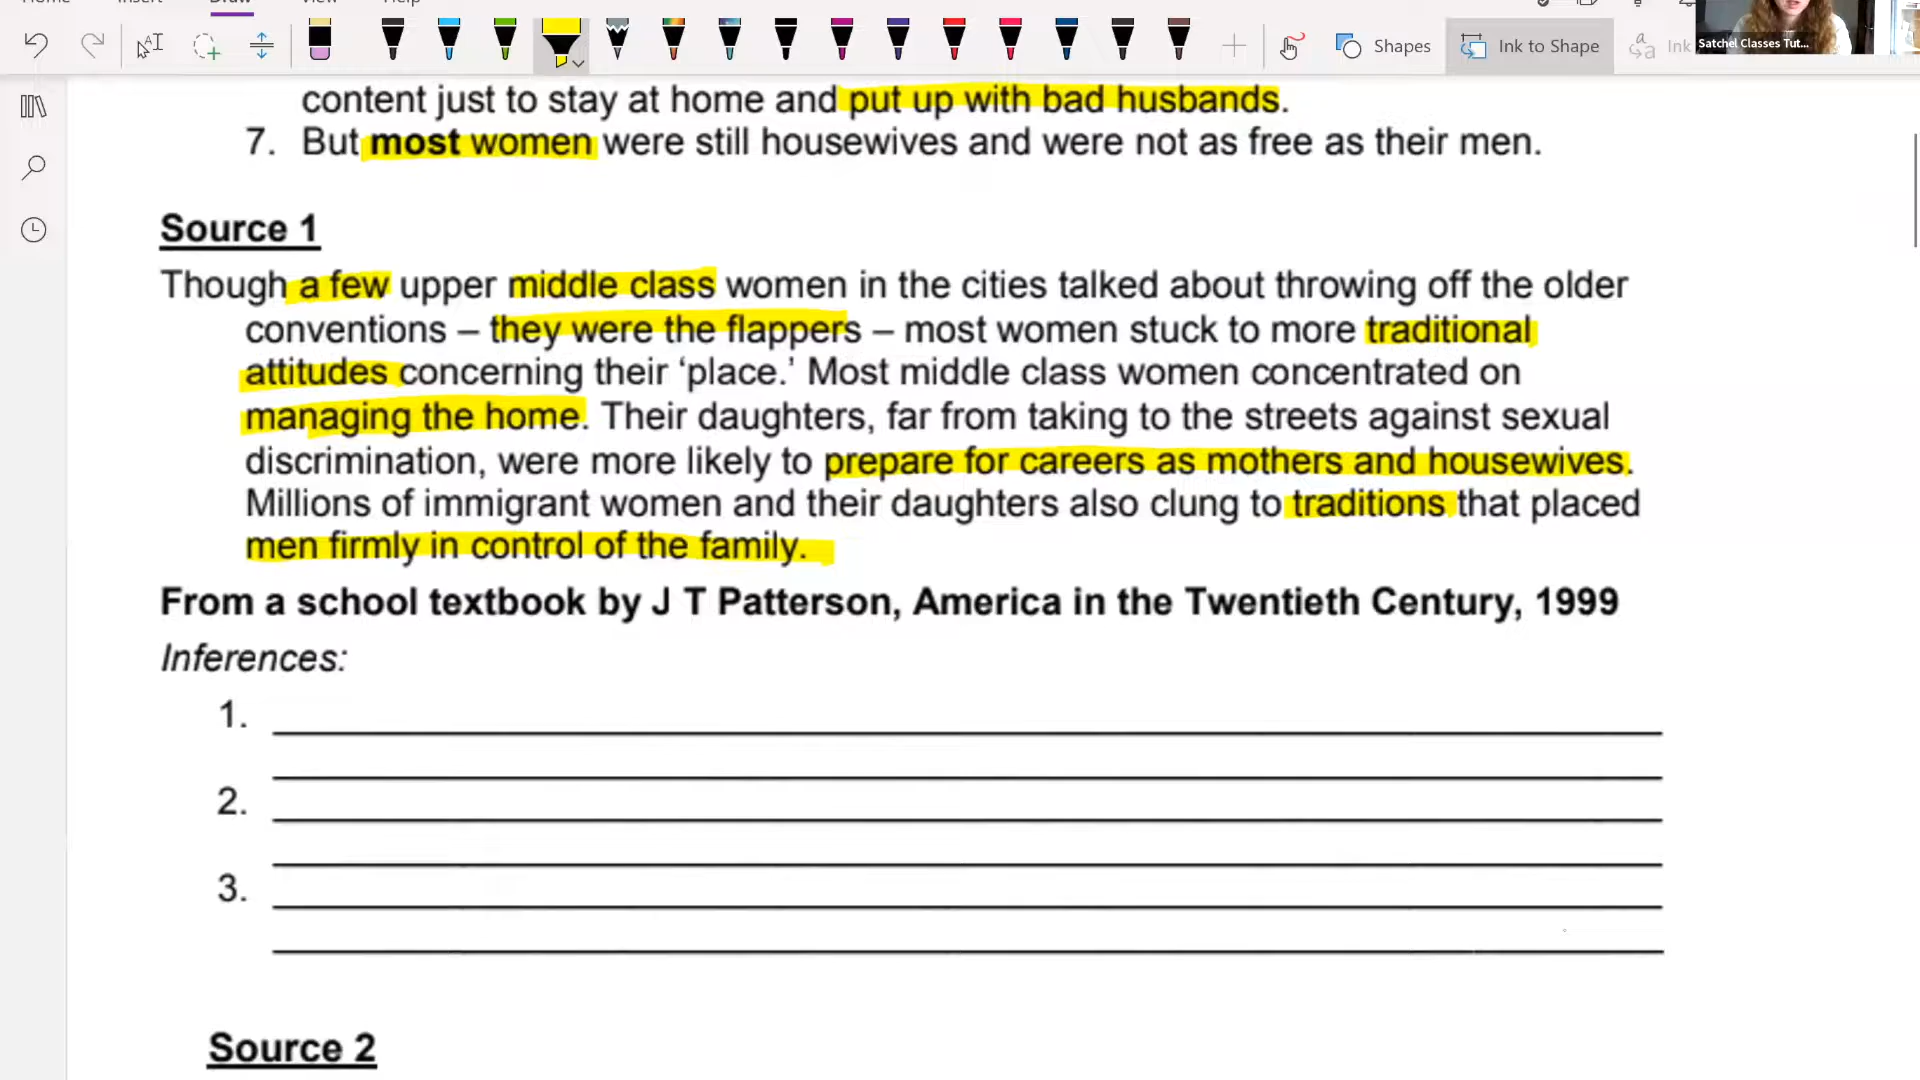 Home Insert Draw View Help
Shapes Ink to Shape Ink
Satchel Classes Tut...
content just to stay at home and put up with bad husbands.
7. But most women were still housewives and were not as free as their men.
Source 1
Though a few upper middle class women in the cities talked about throwing off the older
conventions – they were the flappers – most women stuck to more traditional
attitudes concerning their ‘place.’ Most middle class women concentrated on
managing the home. Their daughters, far from taking to the streets against sexual
discrimination, were more likely to prepare for careers as mothers and housewives.
Millions of immigrant women and their daughters also clung to traditions that placed
men firmly in control of the family.
From a school textbook by J T Patterson, America in the Twentieth Century, 1999
Inferences:
1.
2.
3.
Source 2